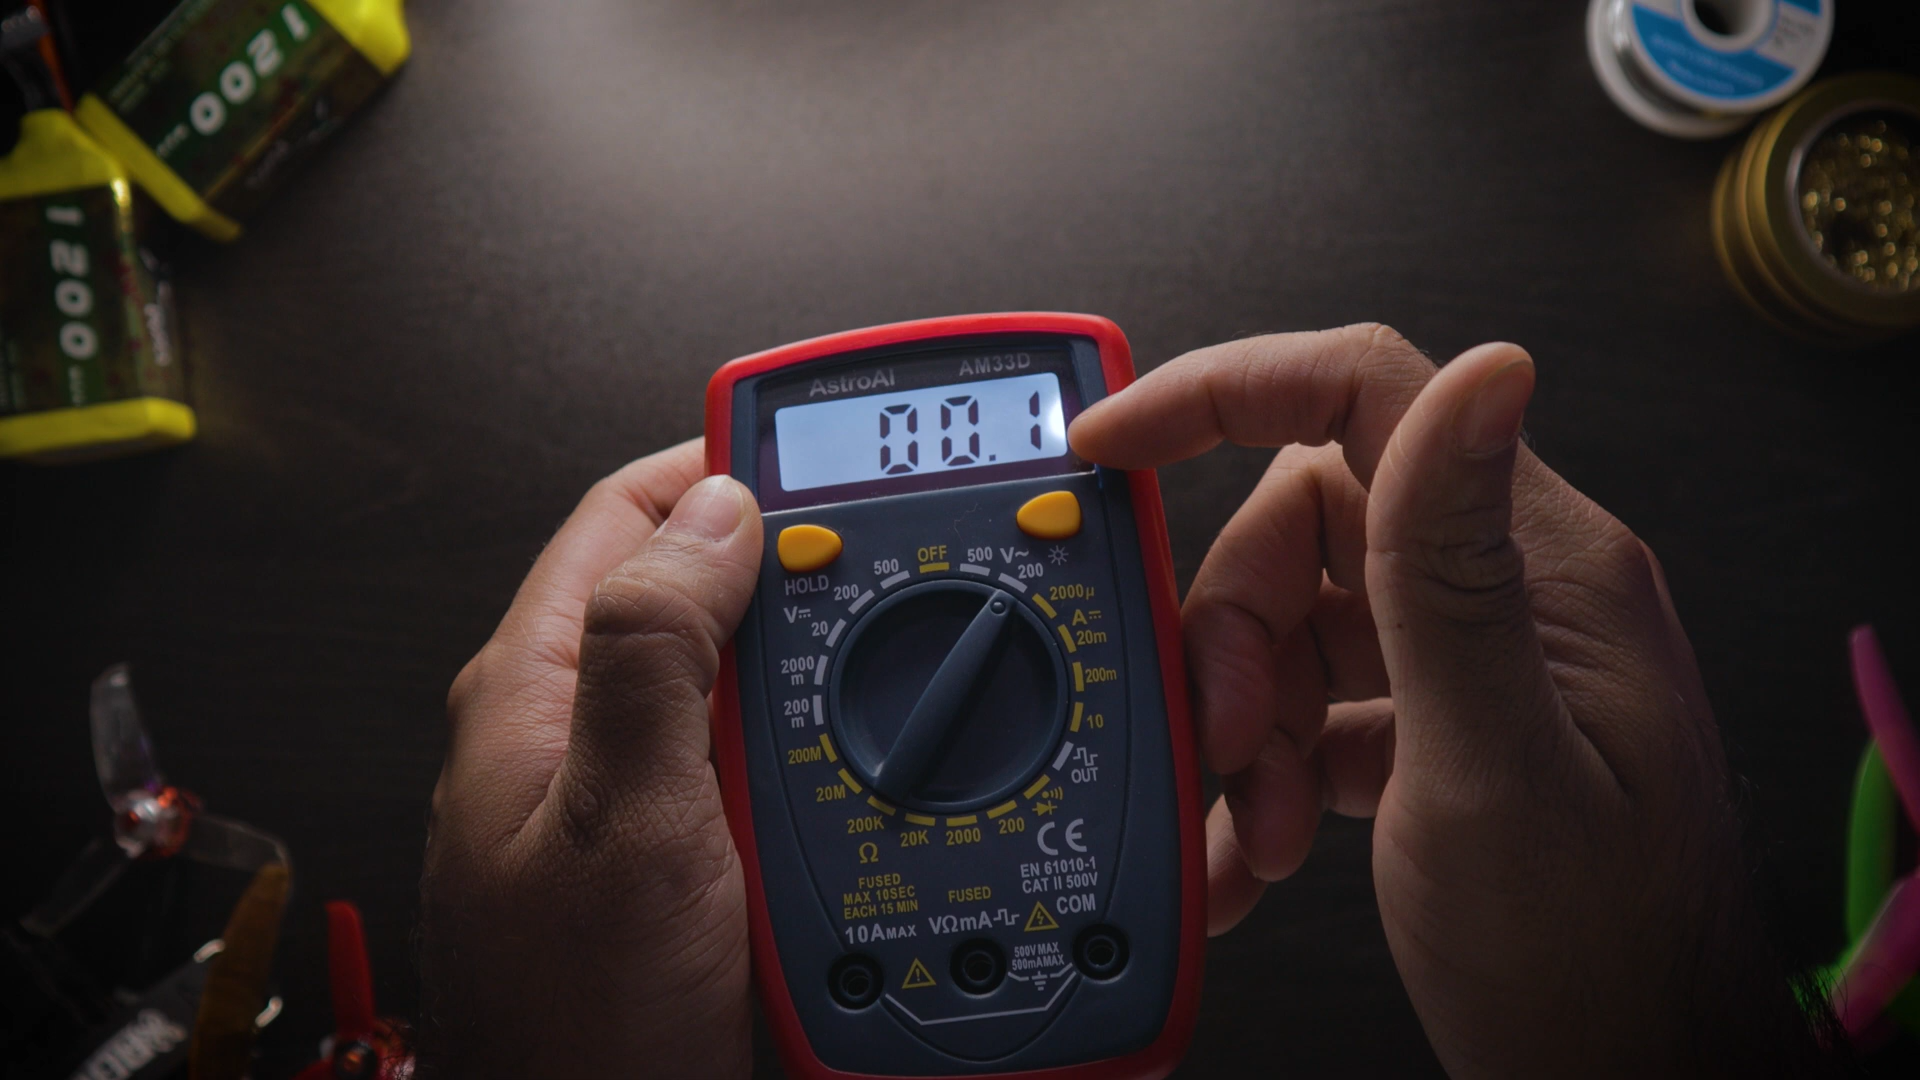 1200
1200
AstroAI AM33D
00.1
HOLD
OFF
500 500 V~
200 200
V⎓ 2000µ
20 A⎓
20m
2000
m 200m
200
m 10
200M OUT
20M
200K 20K 2000 200
Ω CE
EN 61010-1
CAT II 500V
FUSED
MAX 10SEC
EACH 15 MIN
FUSED
10AMAX VΩmA COM
500V MAX
500mAMAX